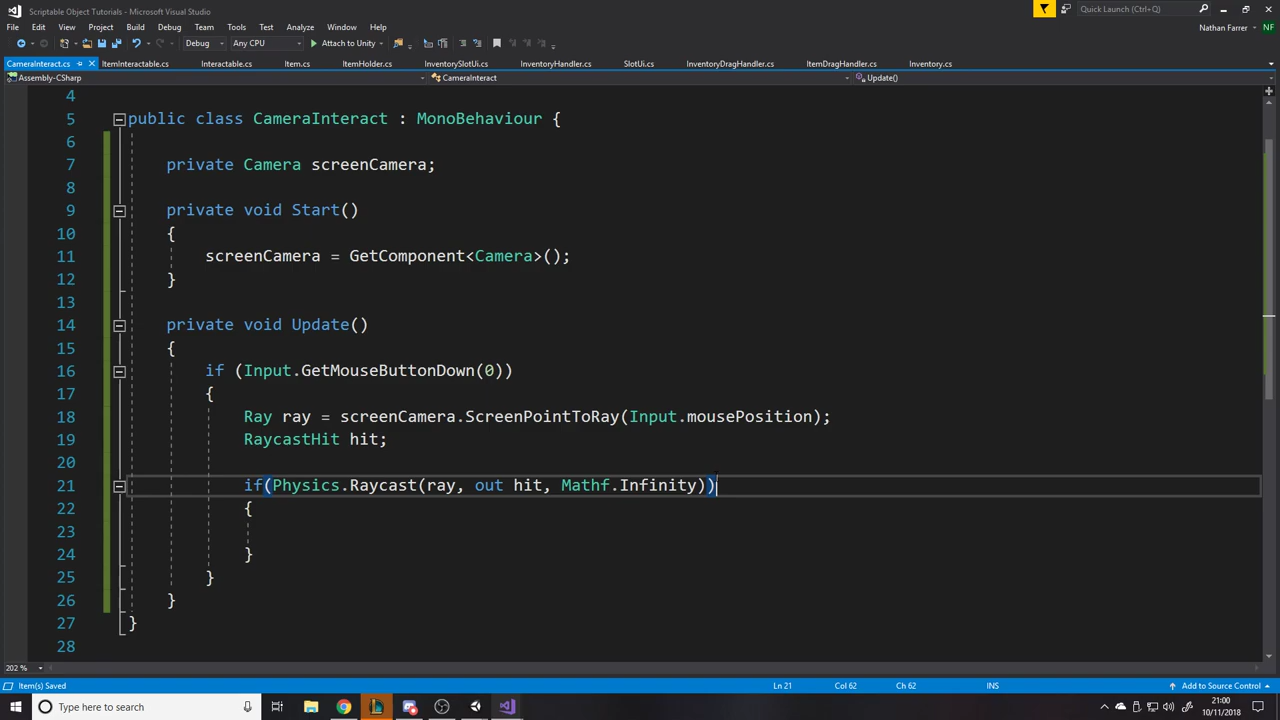 Scriptable Object Tutorials - Microsoft Visual Studio
Quick Launch (Ctrl+Q)
File Edit View Project Build Debug Team Tools Test Analyze Window Help
Nathan Farrer NF
Debug Any CPU Attach to Unity
CameraInteract.cs ItemInteractable.cs Interactable.cs Item.cs ItemHolder.cs InventorySlotUi.cs InventoryHandler.cs SlotUi.cs InventoryDragHandler.cs ItemDragHandler.cs Inventory.cs
Assembly-CSharp CameraInteract Update()
4
5 public class CameraInteract : MonoBehaviour {
6
7 private Camera screenCamera;
8
9 private void Start()
10 {
11 screenCamera = GetComponent<Camera>();
12 }
13
14 private void Update()
15 {
16 if (Input.GetMouseButtonDown(0))
17 {
18 Ray ray = screenCamera.ScreenPointToRay(Input.mousePosition);
19 RaycastHit hit;
20
21 if(Physics.Raycast(ray, out hit, Mathf.Infinity))
22 {
23
24 }
25 }
26 }
27 }
28
202 %
Item(s) Saved Ln 21 Col 62 Ch 62 INS Add to Source Control
Type here to search
21:00
10/11/2018